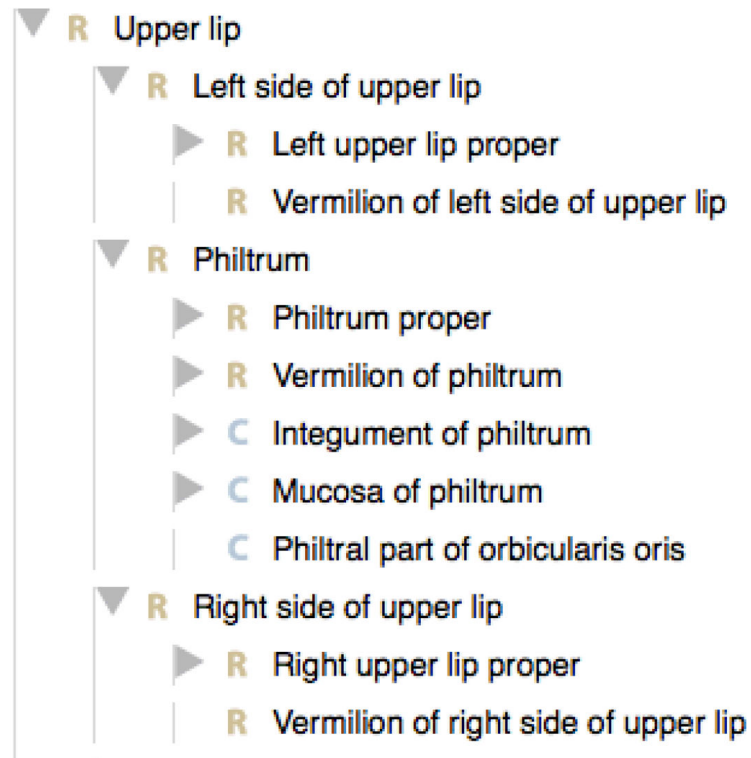 R Upper lip
R Left side of upper lip
R Left upper lip proper
R Vermilion of left side of upper lip
R Philtrum
R Philtrum proper
R Vermilion of philtrum
C Integument of philtrum
C Mucosa of philtrum
C Philtral part of orbicularis oris
R Right side of upper lip
R Right upper lip proper
R Vermilion of right side of upper lip